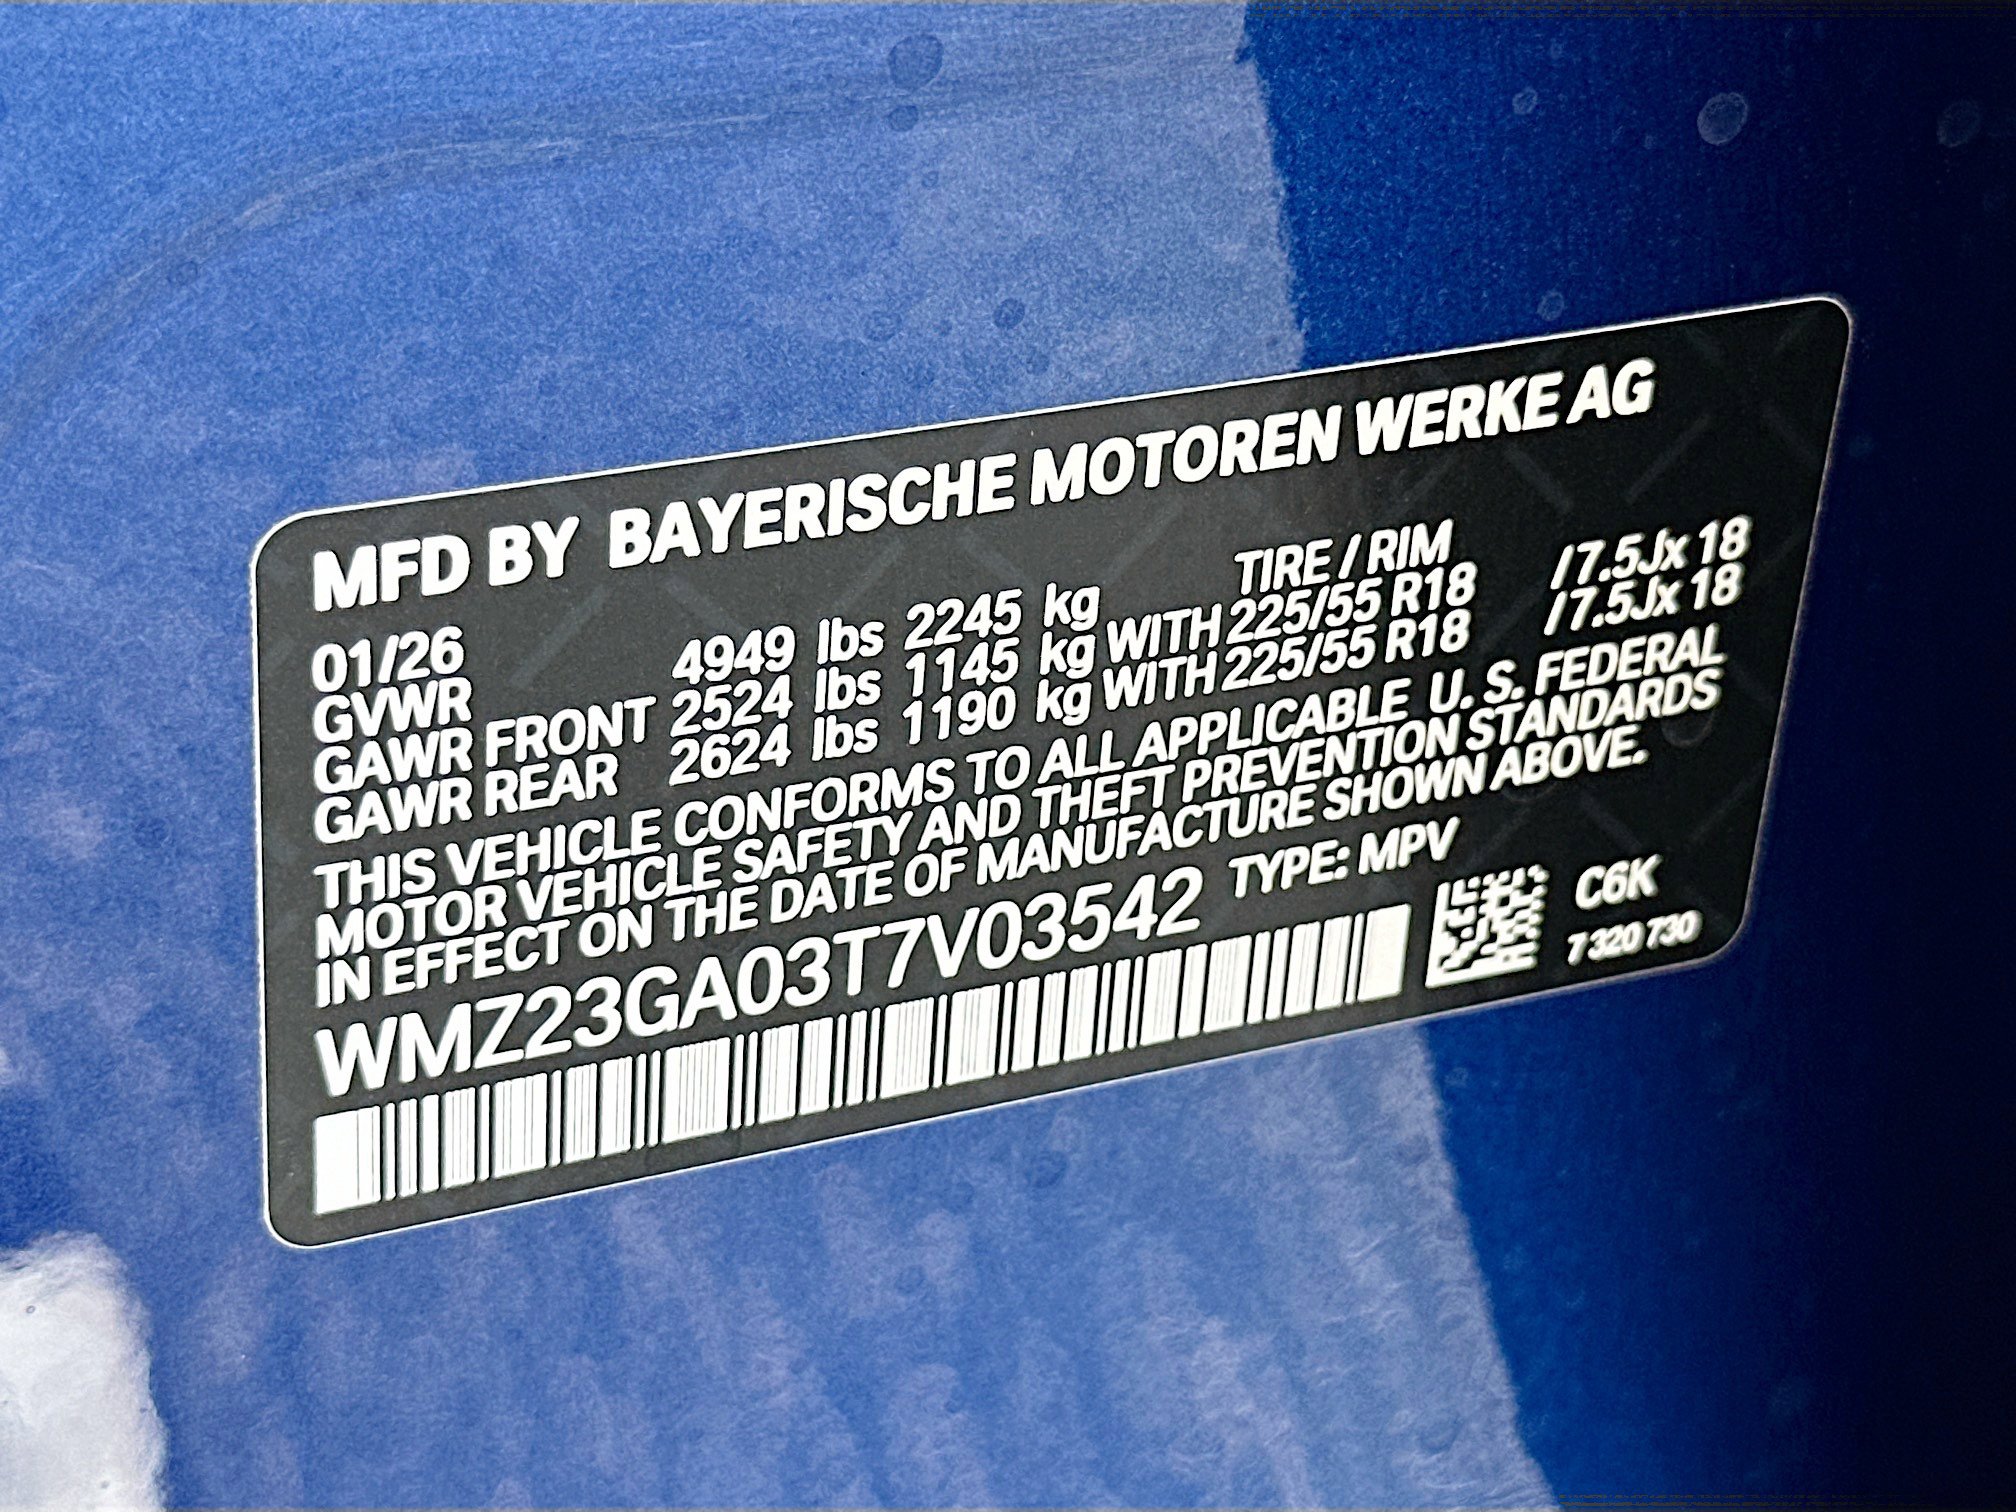 MFD BY BAYERISCHE MOTOREN WERKE AG
01/26 TIRE / RIM
GVWR 4949 lbs 2245 kg
GAWR FRONT 2524 lbs 1145 kg WITH 225/55 R18 / 7.5Jx 18
GAWR REAR 2624 lbs 1190 kg WITH 225/55 R18 / 7.5Jx 18
THIS VEHICLE CONFORMS TO ALL APPLICABLE U. S. FEDERAL
MOTOR VEHICLE SAFETY AND THEFT PREVENTION STANDARDS
IN EFFECT ON THE DATE OF MANUFACTURE SHOWN ABOVE.
WMZ23GA03T7V03542 TYPE: MPV
C6K
7 320 730